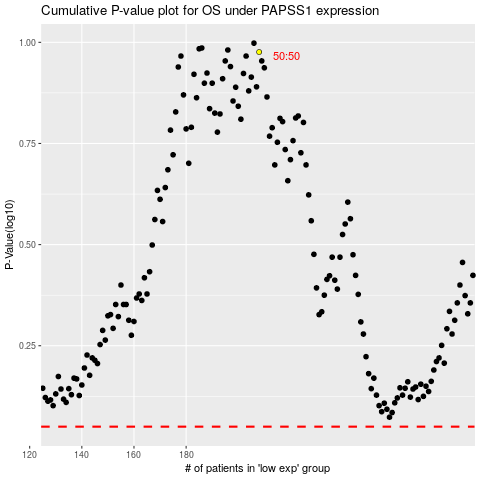 Cumulative P-value plot for OS under PAPSS1 expression
P-Value(log10)
1.00
0.75
0.50
0.25
50:50
120 140 160 180
# of patients in 'low exp' group